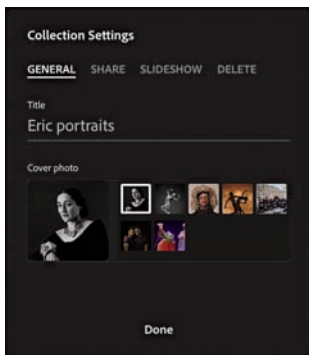 Collection Settings
GENERAL SHARE SLIDESHOW DELETE
Title
Eric portraits
Cover photo
Done